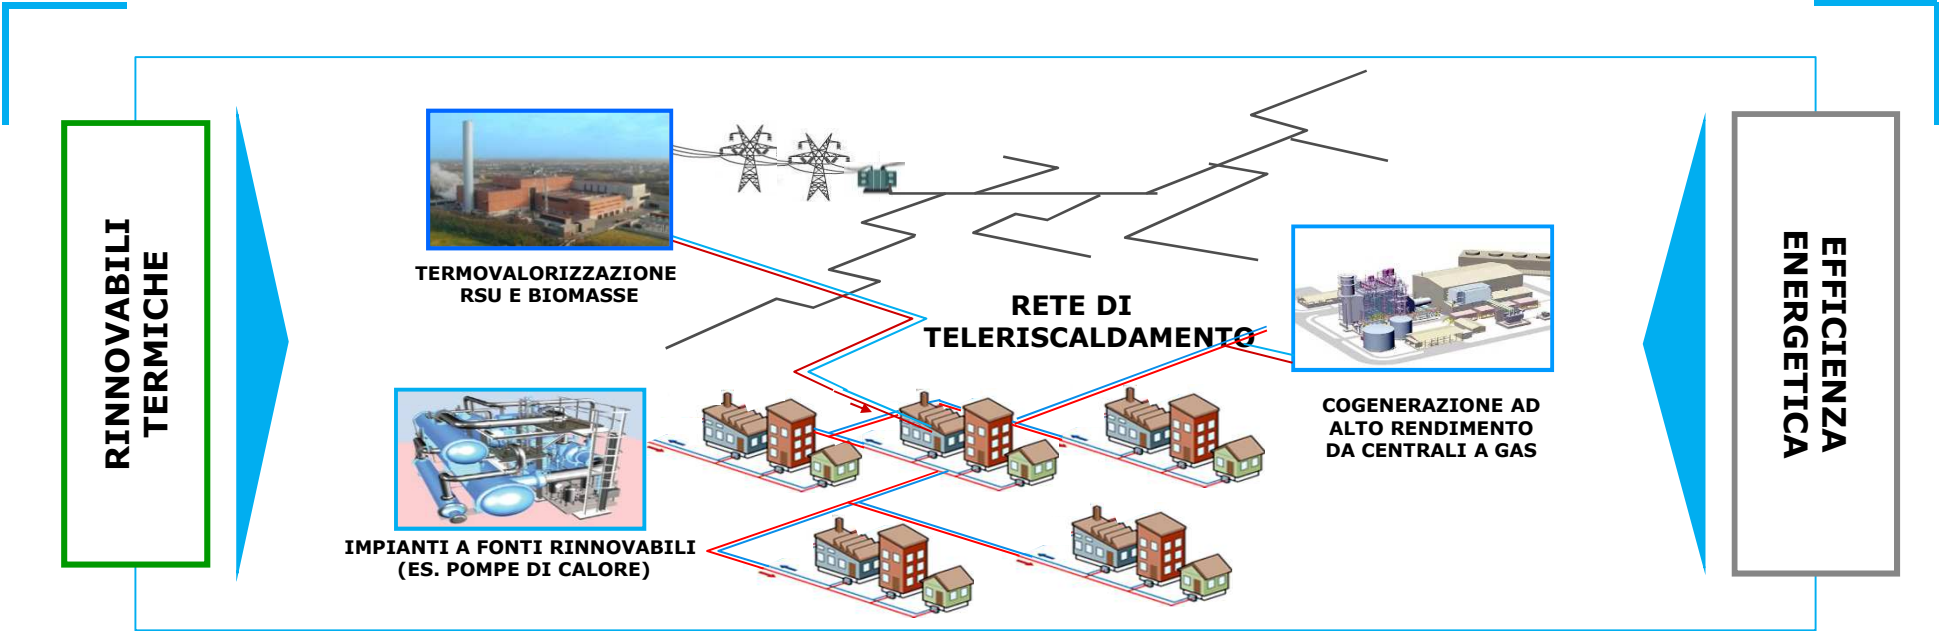 RINNOVABILI
TERMICHE
TERMOVALORIZZAZIONE
RSU E BIOMASSE
RETE DI
TELERISCALDAMENTO
IMPIANTI A FONTI RINNOVABILI
(ES. POMPE DI CALORE)
COGENERAZIONE AD
ALTO RENDIMENTO
DA CENTRALI A GAS
EFFICIENZA
ENERGETICA